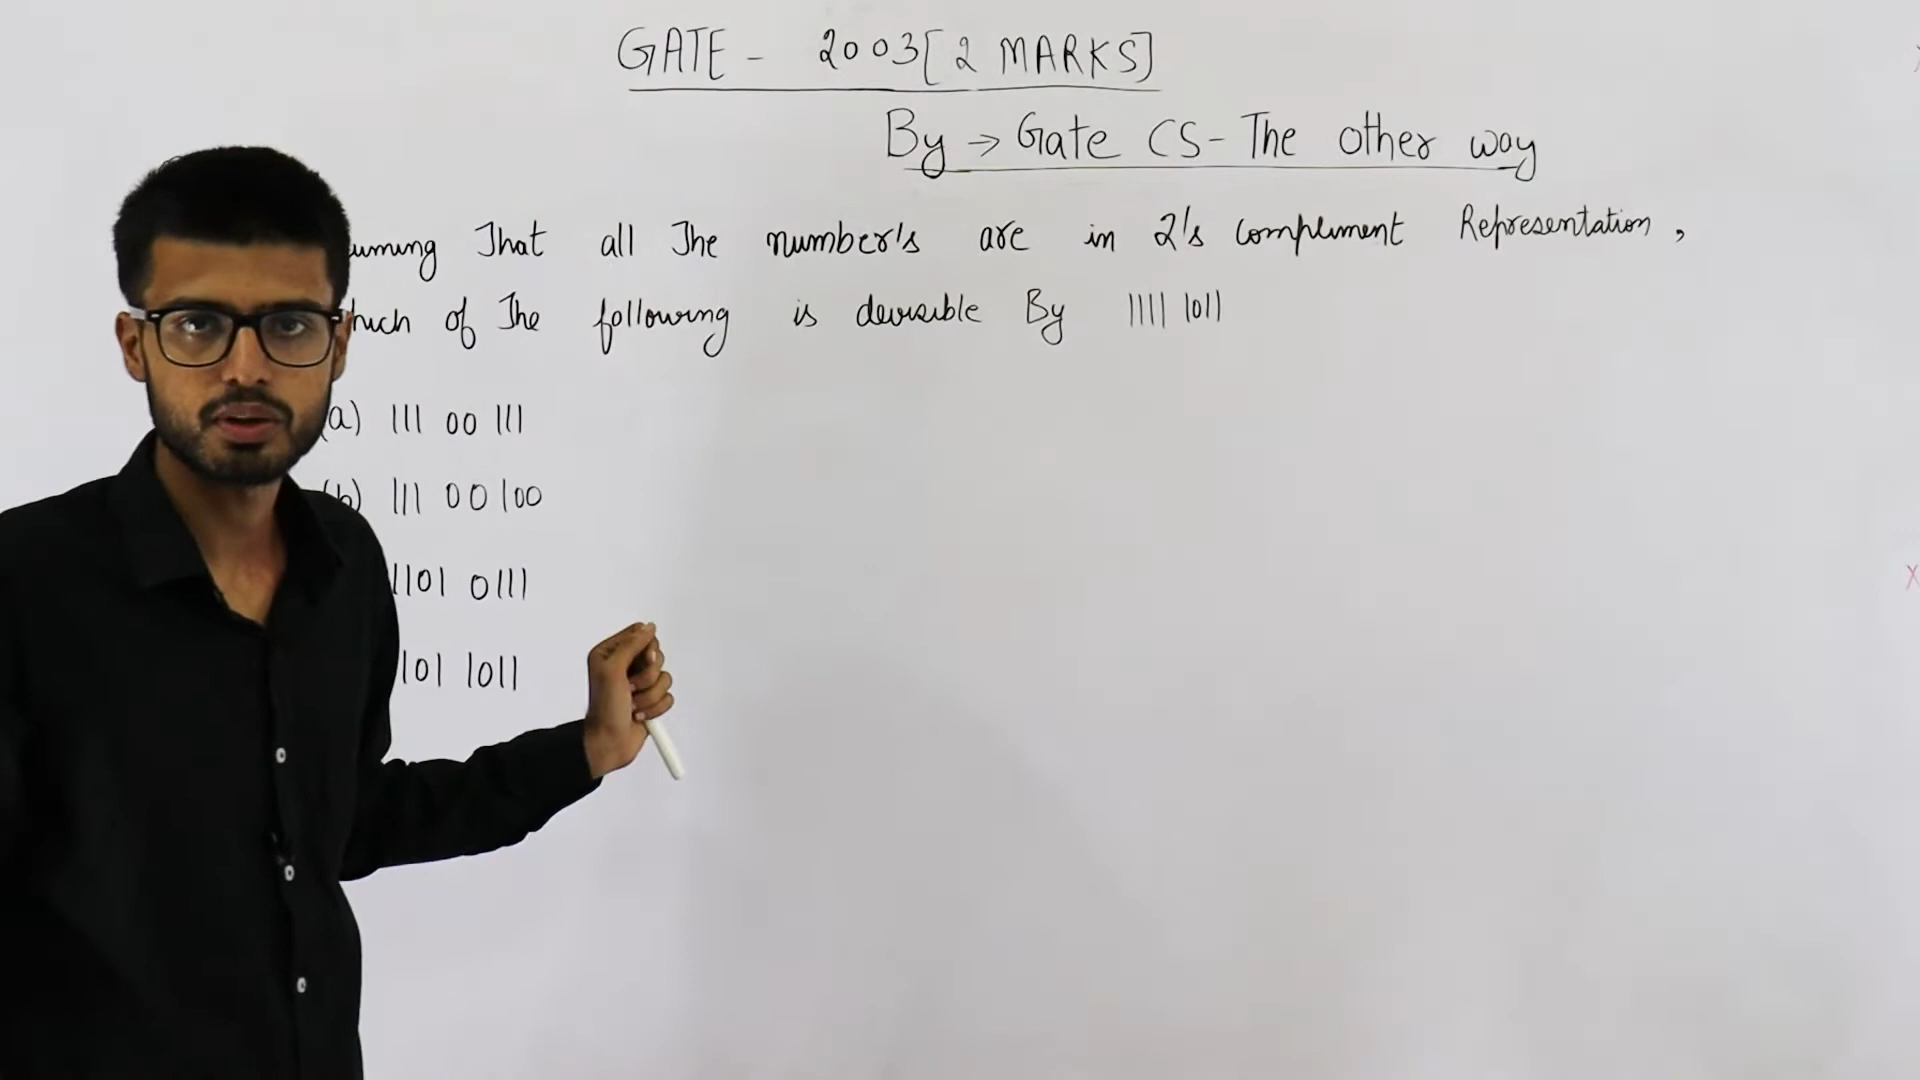 GATE - 2003[2 MARKS]
By → Gate CS - The other way
uming That all The number's are in 2's compliment Representation,
hich of The following is devisible By 1111 1011
(a) 111 00 111
(b) 111 00 100
1101 0111
101 1011